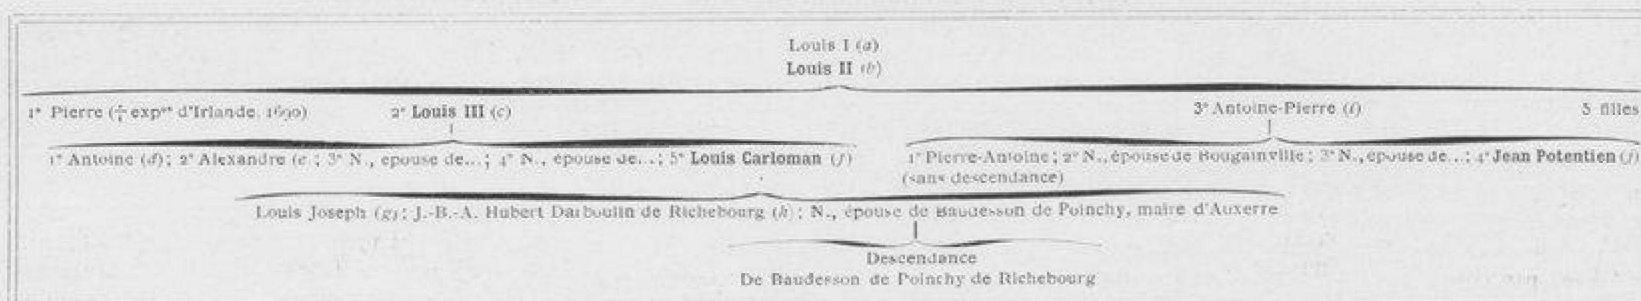 Louis I (a)
Louis II (b)
1° Pierre († expon d'Irlande, 1690) 2° Louis III (c) 3° Antoine-Pierre (i) 5 filles
1° Antoine (d); 2° Alexandre (e.; 3° N., épouse de...; 4° N., épouse de...; 5° Louis Carloman (f) 1° Pierre-Antoine; 2° N., épouse de Bougainville; 3° N., épouse de...; 4° Jean Potentien (j)
(sans descendance)
Louis Joseph (g); J.-B.-A. Hubert Darboulin de Richebourg (h); N., épouse de Baudesson de Poinchy, maire d'Auxerre
Descendance
De Baudesson de Poinchy de Richebourg